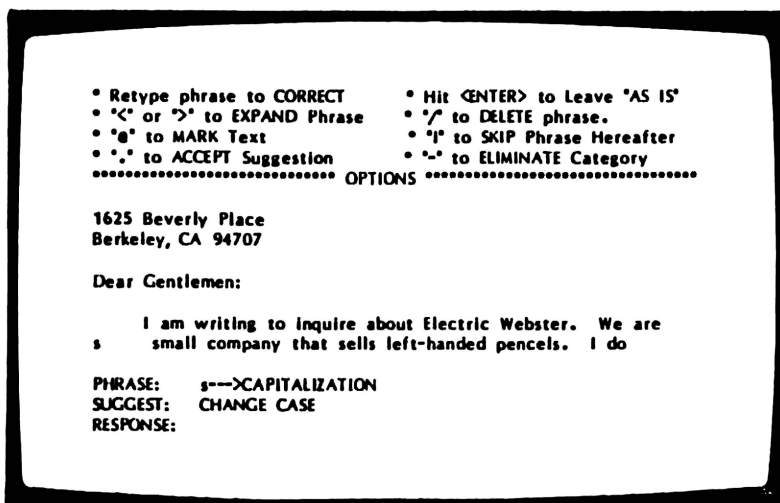 * Retype phrase to CORRECT * Hit <ENTER> to Leave "AS IS"
* "<" or ">" to EXPAND Phrase * "/" to DELETE phrase.
* "@" to MARK Text * "!" to SKIP Phrase Hereafter
* "." to ACCEPT Suggestion * "-" to ELIMINATE Category
****************************** OPTIONS **********************************
1625 Beverly Place
Berkeley, CA 94707
Dear Gentlemen:
I am writing to inquire about Electric Webster. We are
s small company that sells left-handed pencels. I do
PHRASE: s--->CAPITALIZATION
SUGGEST: CHANGE CASE
RESPONSE: